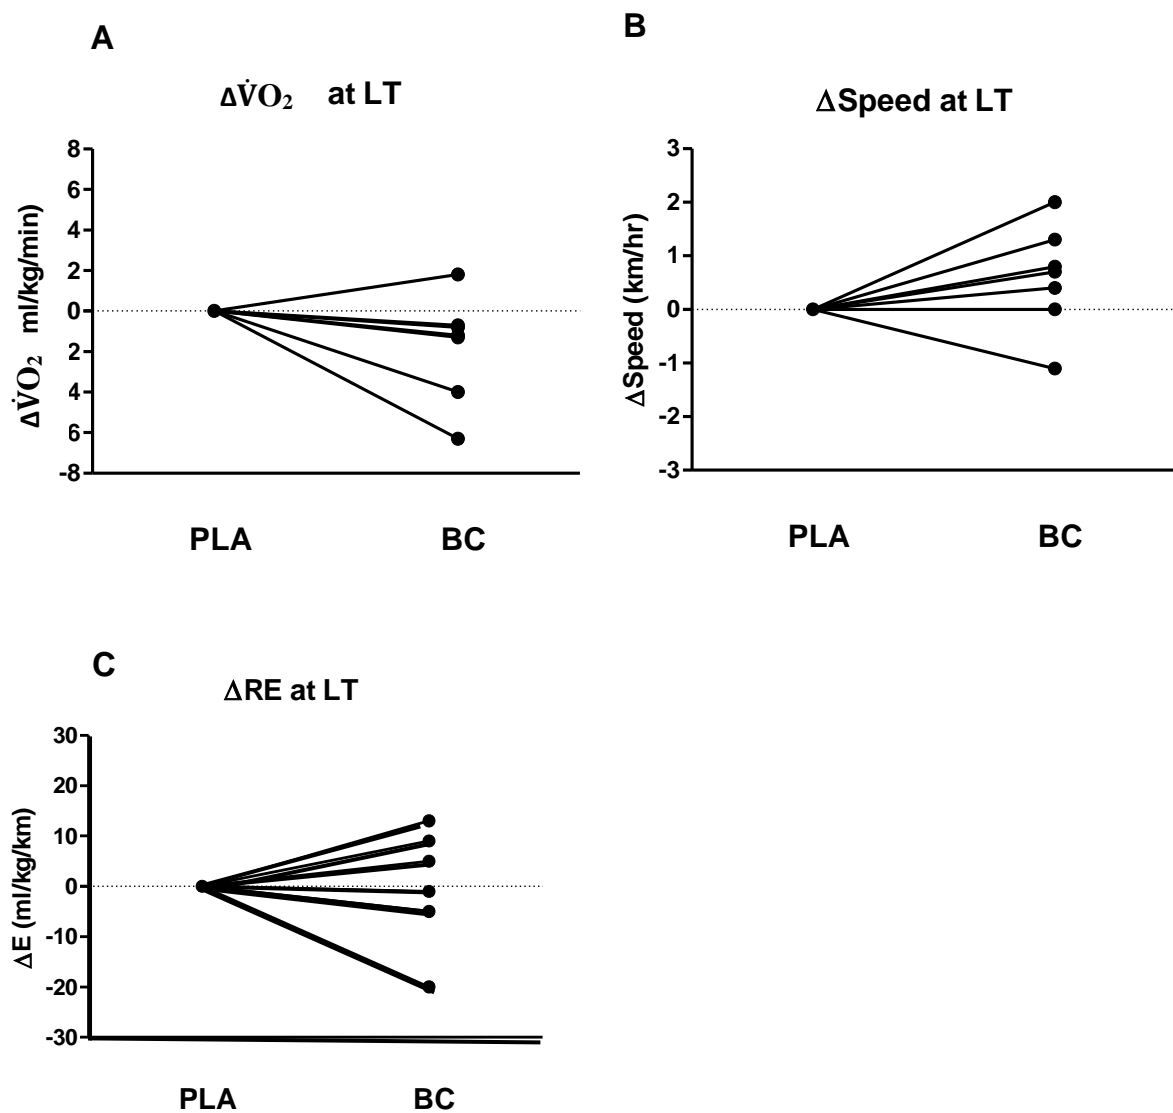 A
ΔV̇O₂ at LT
8
6
4
2
0
2
4
6
-8
ΔV̇O₂ ml/kg/min)
PLA BC
B
ΔSpeed at LT
3
2
1
0
-1
-2
-3
ΔSpeed (km/hr)
PLA BC
C
ΔRE at LT
30
20
10
0
-10
-20
-30
ΔE (ml/kg/km)
PLA BC